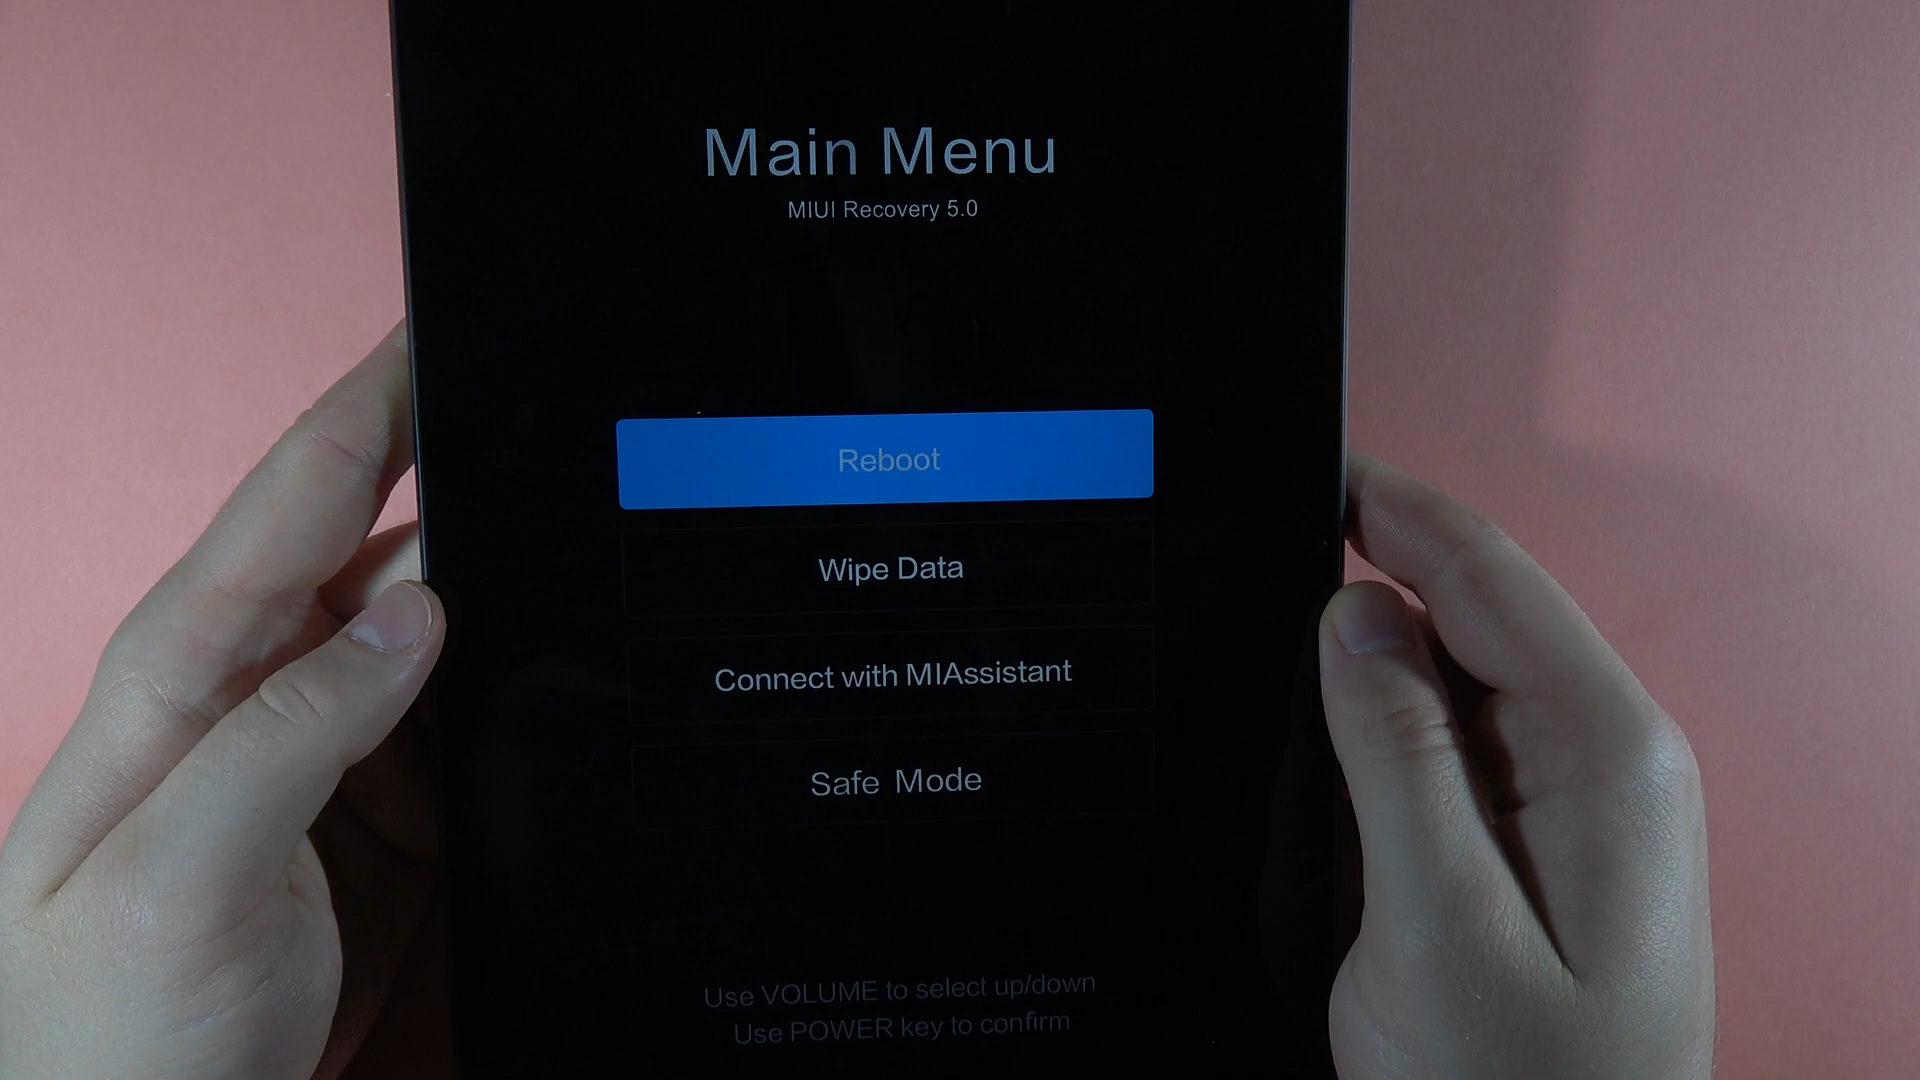 Main Menu
MIUI Recovery 5.0
Reboot
Wipe Data
Connect with MIAssistant
Safe Mode
Use VOLUME to select up/down
Use POWER key to confirm